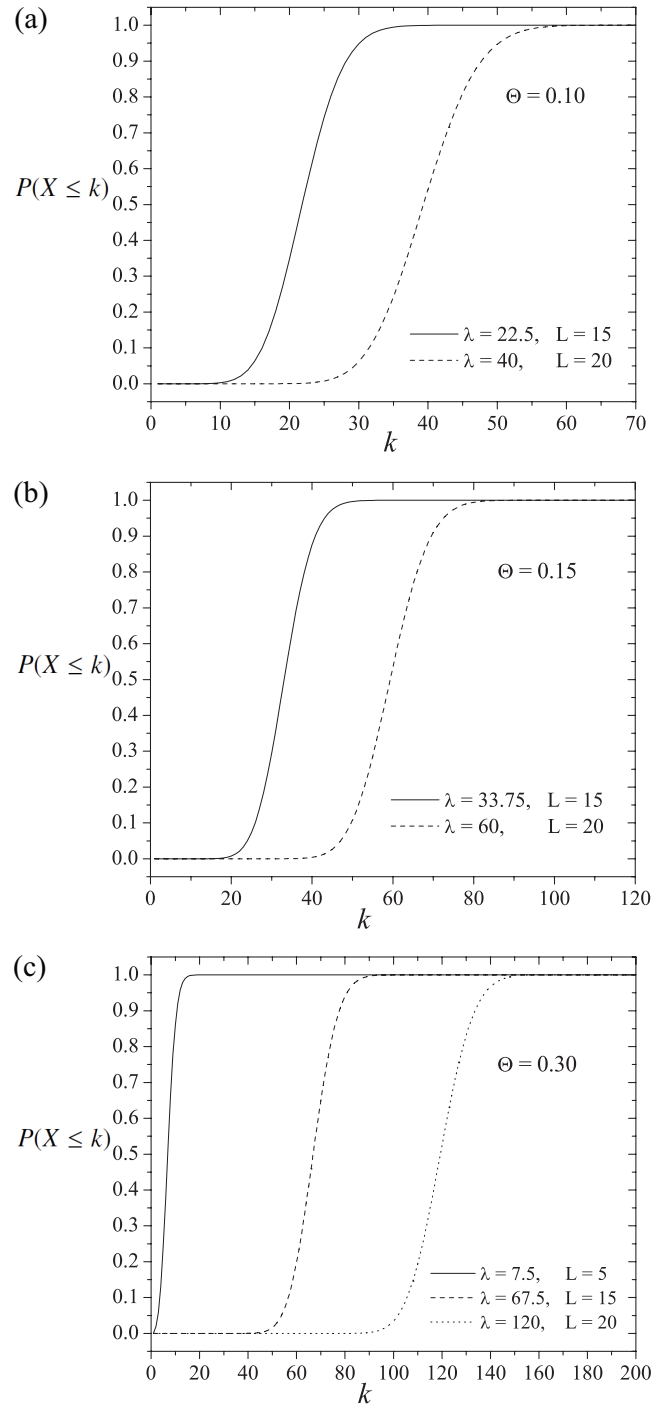 (a)
1.0
0.9
0.8
0.7
0.6
0.5
0.4
0.3
0.2
0.1
0.0
P(X ≤ k)
Θ = 0.10
λ = 22.5, L = 15
λ = 40, L = 20
0 10 20 30 40 50 60 70
k
(b)
1.0
0.9
0.8
0.7
0.6
0.5
0.4
0.3
0.2
0.1
0.0
P(X ≤ k)
Θ = 0.15
λ = 33.75, L = 15
λ = 60, L = 20
0 20 40 60 80 100 120
k
(c)
1.0
0.9
0.8
0.7
0.6
0.5
0.4
0.3
0.2
0.1
0.0
P(X ≤ k)
Θ = 0.30
λ = 7.5, L = 5
λ = 67.5, L = 15
λ = 120, L = 20
0 20 40 60 80 100 120 140 160 180 200
k